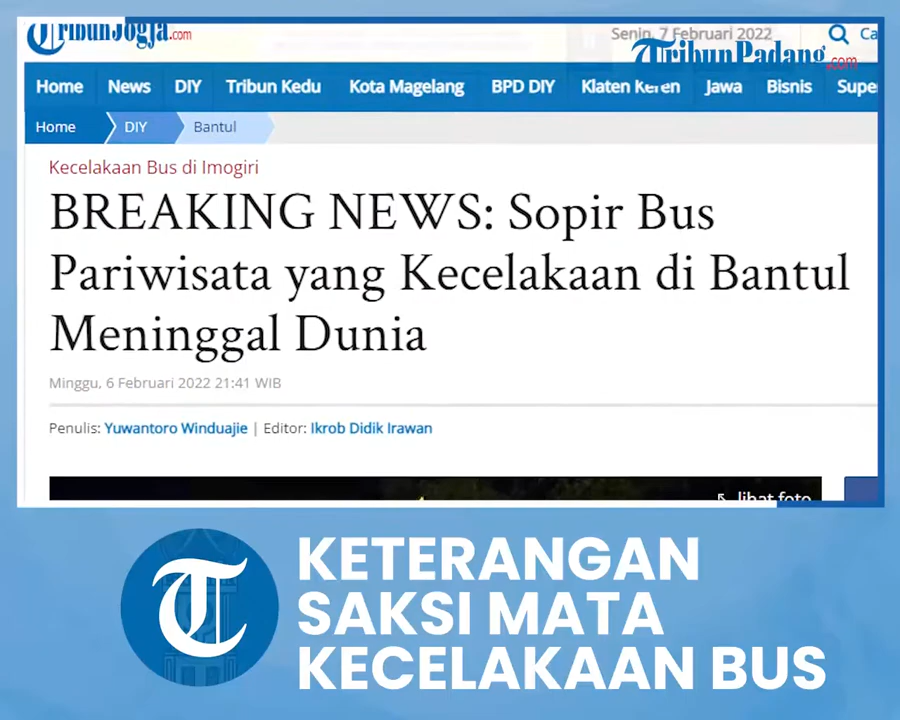 TribunJogja.com
Senin, 7 Februari 2022
Ca
TribunPadang.com
Home News DIY Tribun Kedu Kota Magelang BPD DIY Klaten Keren Jawa Bisnis Supe
Home DIY Bantul
Kecelakaan Bus di Imogiri
BREAKING NEWS: Sopir Bus
Pariwisata yang Kecelakaan di Bantul
Meninggal Dunia
Minggu, 6 Februari 2022 21:41 WIB
Penulis: Yuwantoro Winduajie | Editor: Ikrob Didik Irawan
lihat foto
T
KETERANGAN
SAKSI MATA
KECELAKAAN BUS